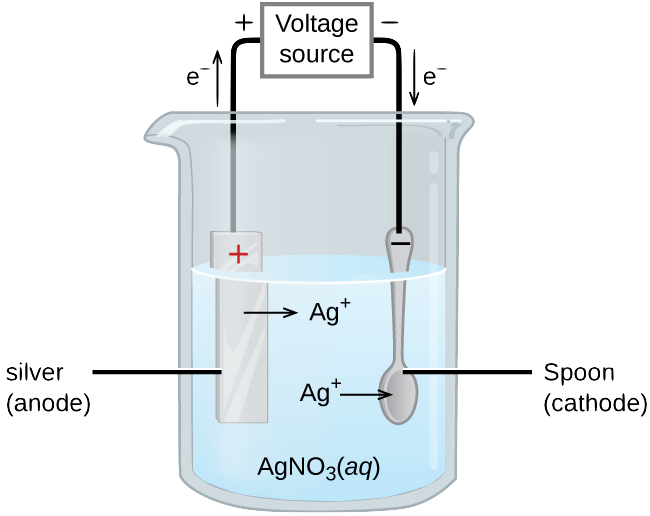 + Voltage −
source
e⁻ e⁻
+ −
Ag⁺
silver
(anode)
Ag⁺
Spoon
(cathode)
AgNO₃(aq)